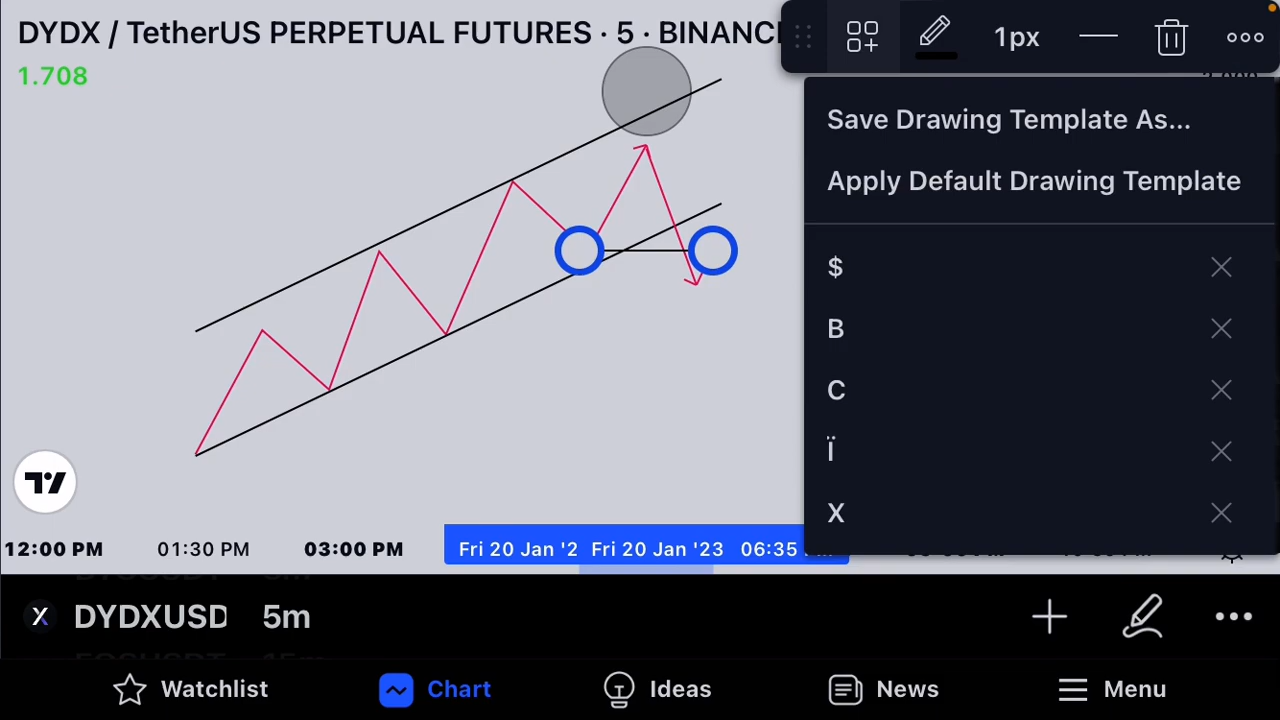 DYDX / TetherUS PERPETUAL FUTURES · 5 · BINANCE
1px
1.708
Save Drawing Template As...
Apply Default Drawing Template
$
B
C
Ï
X
12:00 PM 01:30 PM 03:00 PM Fri 20 Jan '2 Fri 20 Jan '23 06:35
DYDXUSD 5m
Watchlist Chart Ideas News Menu